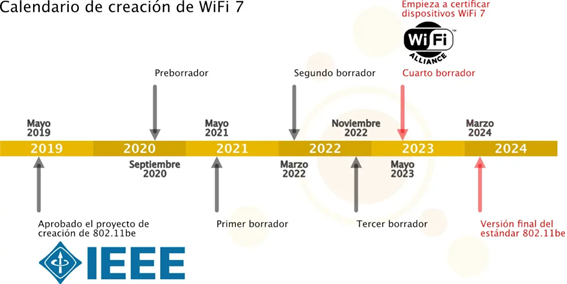 Calendario de creación de WiFi 7
Empieza a certificar
dispositivos WiFi 7
WiFi
ALLIANCE
Preborrador
Segundo borrador
Cuarto borrador
Mayo
2019
Mayo
2021
Noviembre
2022
Marzo
2024
2019
2020
2021
2022
2023
2024
Septiembre
2020
Marzo
2022
Mayo
2023
Aprobado el proyecto de
creación de 802.11be
Primer borrador
Tercer borrador
Versión final del
estándar 802.11be
IEEE